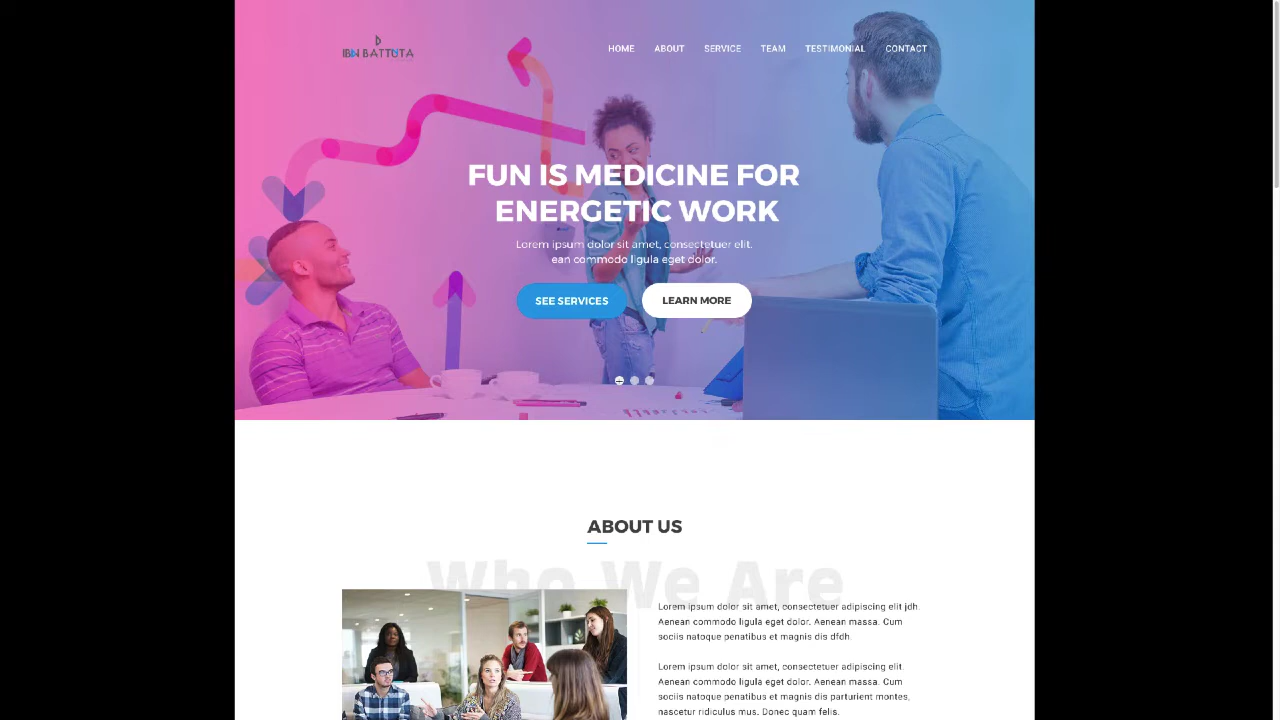 IBN BATTUTA
HOME ABOUT SERVICE TEAM TESTIMONIAL CONTACT
FUN IS MEDICINE FOR
ENERGETIC WORK
Lorem ipsum dolor sit amet, consectetuer elit.
ean commodo ligula eget dolor.
SEE SERVICES LEARN MORE
ABOUT US
Who We Are
Lorem ipsum dolor sit amet, consectetuer adipiscing elit jdh.
Aenean commodo ligula eget dolor. Aenean massa. Cum
sociis natoque penatibus et magnis dis dfdh.
Lorem ipsum dolor sit amet, consectetuer adipiscing elit.
Aenean commodo ligula eget dolor. Aenean massa. Cum
sociis natoque penatibus et magnis dis parturient montes,
nascetur ridiculus mus. Donec quam felis.